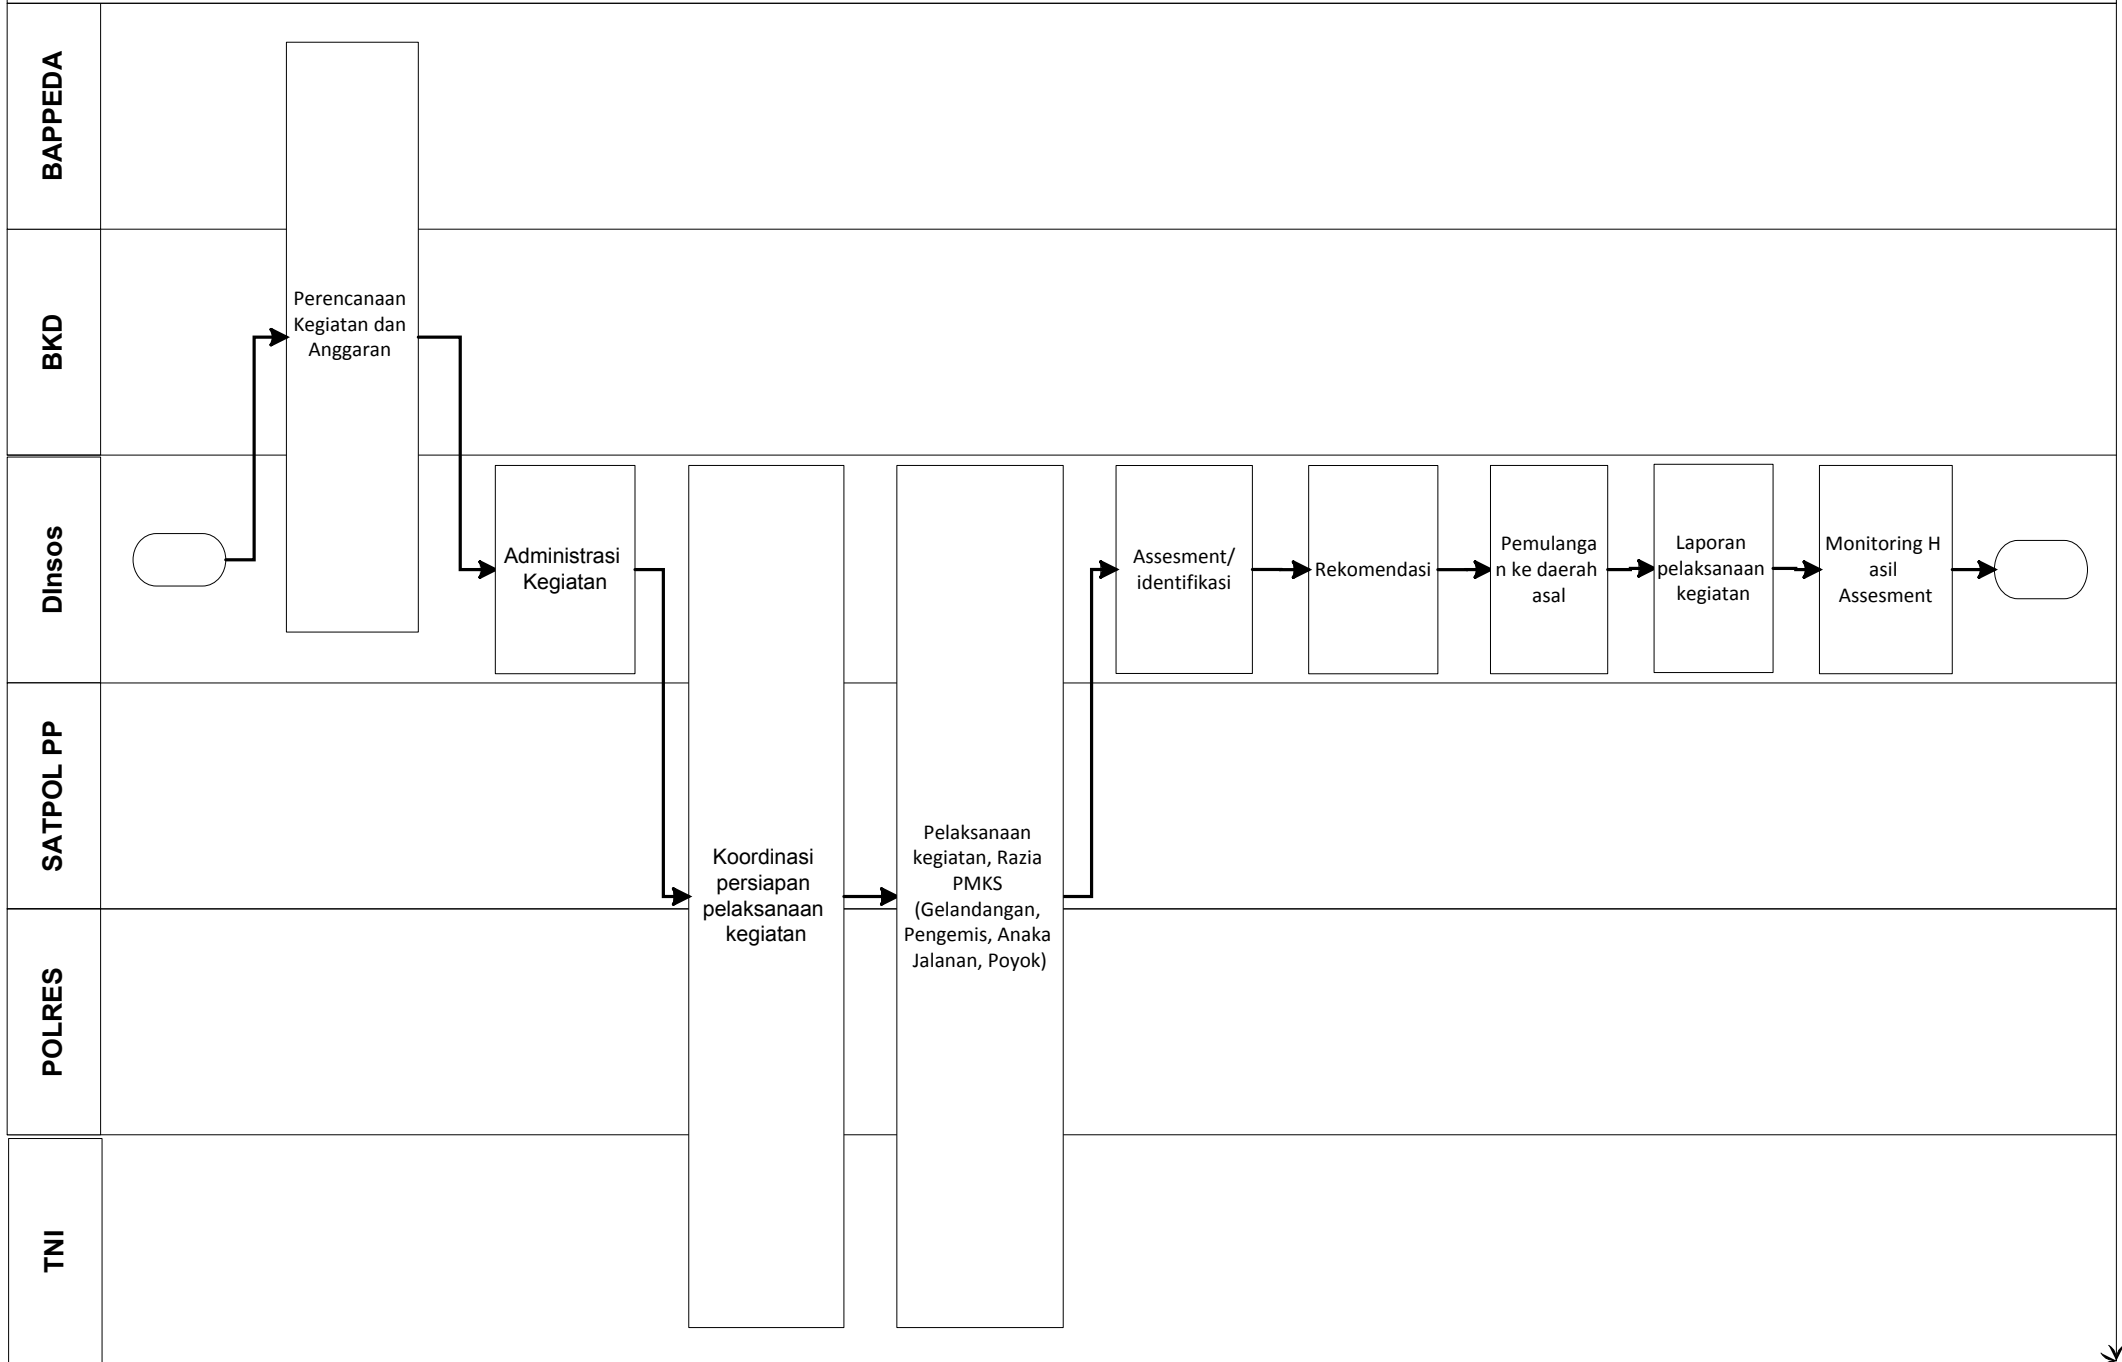 BAPPEDA
BKD
DInsos
SATPOL PP
POLRES
TNI
Perencanaan
Kegiatan dan
Anggaran
Administrasi
Kegiatan
Koordinasi
persiapan
pelaksanaan
kegiatan
Pelaksanaan
kegiatan, Razia
PMKS
(Gelandangan,
Pengemis, Anaka
Jalanan, Poyok)
Assesment/
identifikasi
Rekomendasi
Pemulanga
n ke daerah
asal
Laporan
pelaksanaan
kegiatan
Monitoring H
asil
Assesment